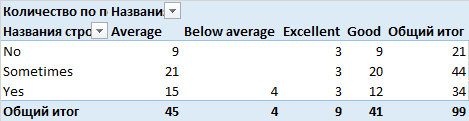 Количество по п Названия
Названия стро Average Below average Excellent Good Общий итог
No 9 3 9 21
Sometimes 21 3 20 44
Yes 15 4 3 12 34
Общий итог 45 4 9 41 99